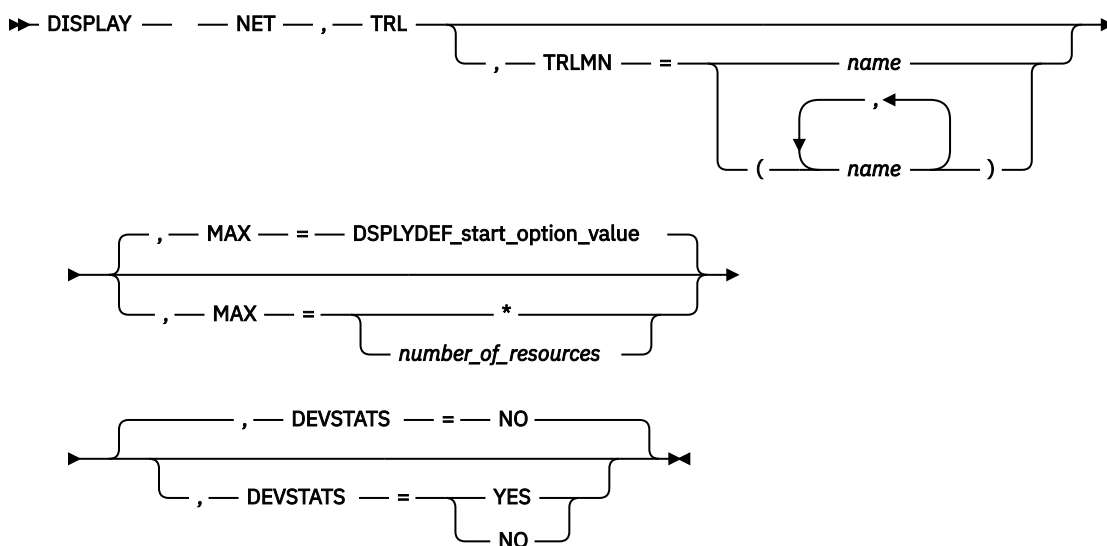 DISPLAY NET , TRL
, TRLMN = name
,
( name )
, MAX = DSPLYDEF_start_option_value
, MAX = *
number_of_resources
, DEVSTATS = NO
, DEVSTATS = YES
NO